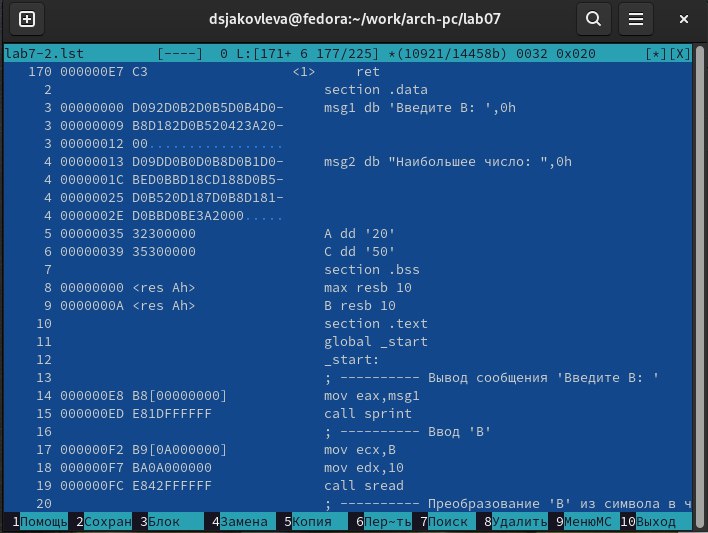 dsjakovleva@fedora:~/work/arch-pc/lab07
lab7-2.lst [----] 0 L:[171+ 6 177/225] *(10921/14458b) 0032 0x020 [*][X]
170 000000E7 C3 <1> ret
2 section .data
3 00000000 D092D0B2D0B5D0B4D0- msg1 db 'Введите B: ',0h
3 00000009 B8D182D0B520423A20-
3 00000012 00..................
4 00000013 D09DD0B0D0B8D0B1D0- msg2 db "Наибольшее число: ",0h
4 0000001C BED0BBD18CD188D0B5-
4 00000025 D0B520D187D0B8D181-
4 0000002E D0BBD0BE3A2000.....
5 00000035 32300000 A dd '20'
6 00000039 35300000 C dd '50'
7 section .bss
8 00000000 <res Ah> max resb 10
9 0000000A <res Ah> B resb 10
10 section .text
11 global _start
12 _start:
13 ; ---------- Вывод сообщения 'Введите B: '
14 000000E8 B8[00000000] mov eax,msg1
15 000000ED E81DFFFFFF call sprint
16 ; ---------- Ввод 'B'
17 000000F2 B9[0A000000] mov ecx,B
18 000000F7 BA0A000000 mov edx,10
19 000000FC E842FFFFFF call sread
20 ; ---------- Преобразование 'B' из символа в ч
1Помощь 2Сохран 3Блок 4Замена 5Копия 6Пер~ть 7Поиск 8Удалить 9МенюMC 10Выход